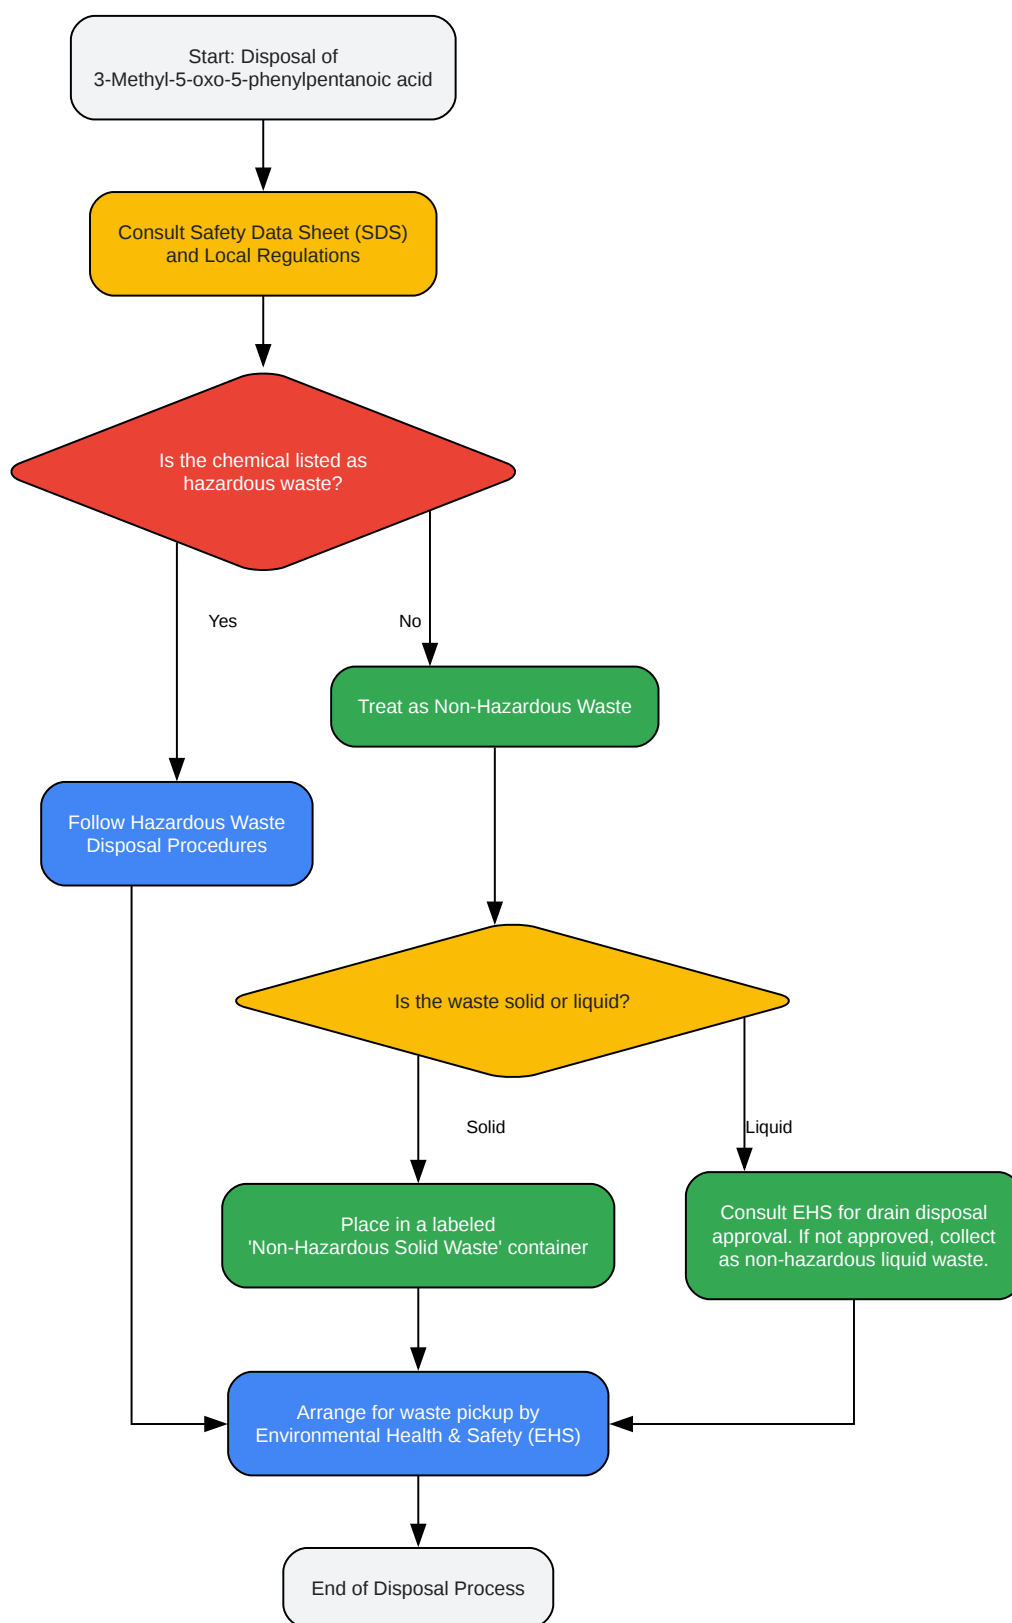 Start: Disposal of
3-Methyl-5-oxo-5-phenylpentanoic acid
Consult Safety Data Sheet (SDS)
and Local Regulations
Is the chemical listed as
hazardous waste?
Yes
No
Treat as Non-Hazardous Waste
Follow Hazardous Waste
Disposal Procedures
Is the waste solid or liquid?
Solid
Liquid
Place in a labeled
'Non-Hazardous Solid Waste' container
Consult EHS for drain disposal
approval. If not approved, collect
as non-hazardous liquid waste.
Arrange for waste pickup by
Environmental Health & Safety (EHS)
End of Disposal Process